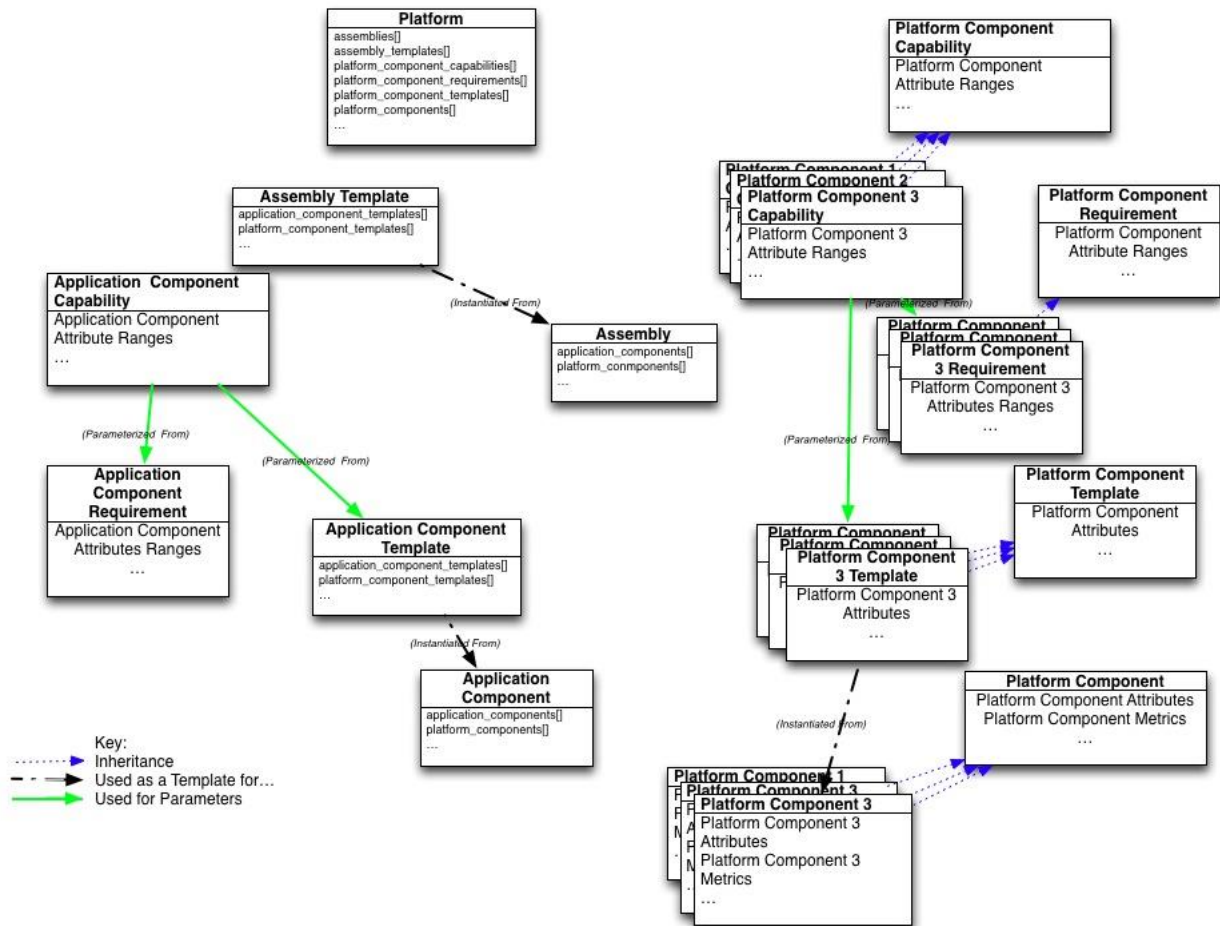 Platform
assemblies[]
assembly_templates[]
platform_component_capabilities[]
platform_component_requirements[]
platform_component_templates[]
platform_components[]
...
Platform Component
Capability
Platform Component
Attribute Ranges
...
Platform Component 1
Platform Component 2
Platform Component 3
Capability
Platform Component 3
Attribute Ranges
...
Platform Component
Requirement
Platform Component
Attribute Ranges
...
Assembly Template
application_component_templates[]
platform_component_templates[]
...
Application Component
Capability
Application Component
Attribute Ranges
...
(Instantiated From)
Assembly
application_components[]
platform_conmponents[]
...
(Parameterized From)
Platform Component
Platform Component
Platform Component
3 Requirement
Platform Component 3
Attributes Ranges
...
(Parameterized From)
(Parameterized From)
(Parameterized From)
Application
Component
Requirement
Application Component
Attributes Ranges
...
Application Component
Template
application_component_templates[]
platform_component_templates[]
...
Platform Component
Template
Platform Component
Attributes
...
Platform Component
Platform Component
Platform Component
3 Template
Platform Component 3
Attributes
...
(Instantiated From)
Application
Component
application_components[]
platform_components[]
...
(Instantiated From)
Platform Component
Platform Component Attributes
Platform Component Metrics
...
Platform Component 1
Platform Component 3
Platform Component 3
Platform Component 3
Attributes
Platform Component 3
Metrics
...
Key:
Inheritance
Used as a Template for...
Used for Parameters